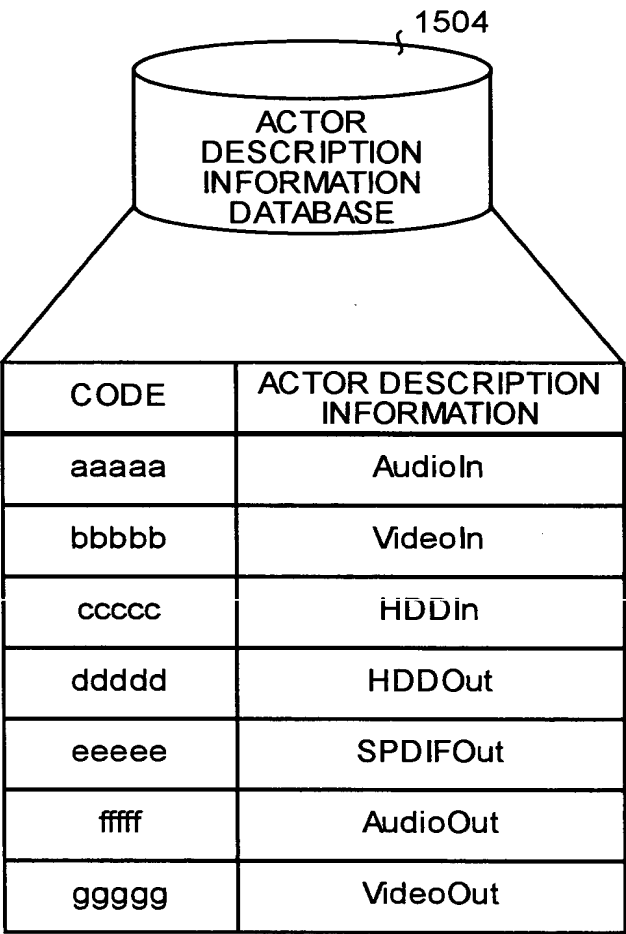 1504
ACTOR
DESCRIPTION
INFORMATION
DATABASE
CODE
ACTOR DESCRIPTION
INFORMATION
aaaaa AudioIn
bbbbb VideoIn
ccccc HDDIn
ddddd HDDOut
eeeee SPDIFOut
fffff AudioOut
ggggg VideoOut